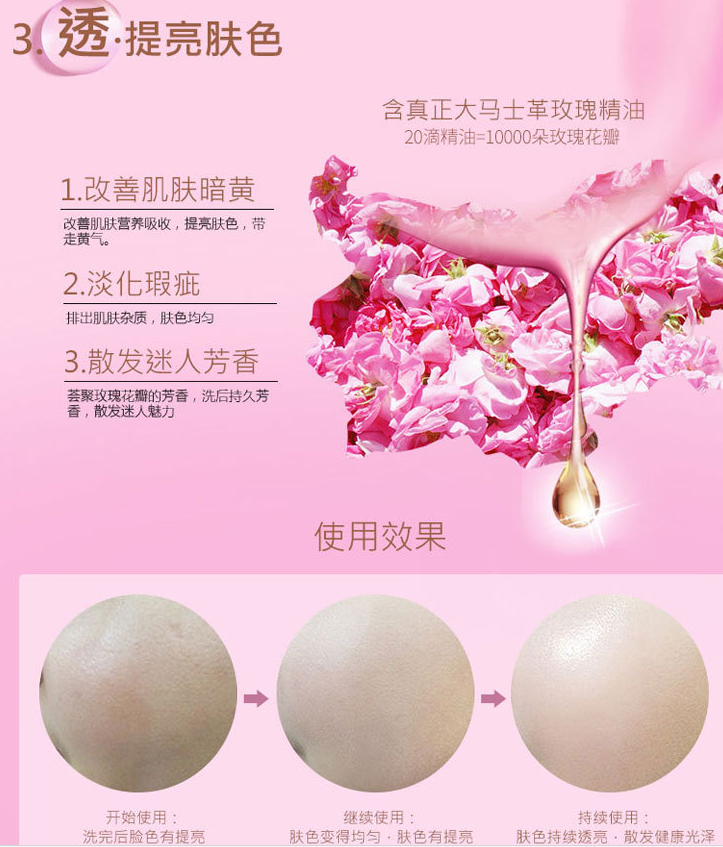 3.透·提亮肤色
含真正大马士革玫瑰精油
20滴精油=10000朵玫瑰花瓣
1.改善肌肤暗黄
改善肌肤营养吸收，提亮肤色，带
走黄气。
2.淡化瑕疵
排出肌肤杂质，肤色均匀
3.散发迷人芳香
荟聚玫瑰花瓣的芳香，洗后持久芳
香，散发迷人魅力
使用效果
开始使用：
洗完后脸色有提亮
继续使用：
肤色变得均匀·肤色有提亮
持续使用：
肤色持续透亮·散发健康光泽